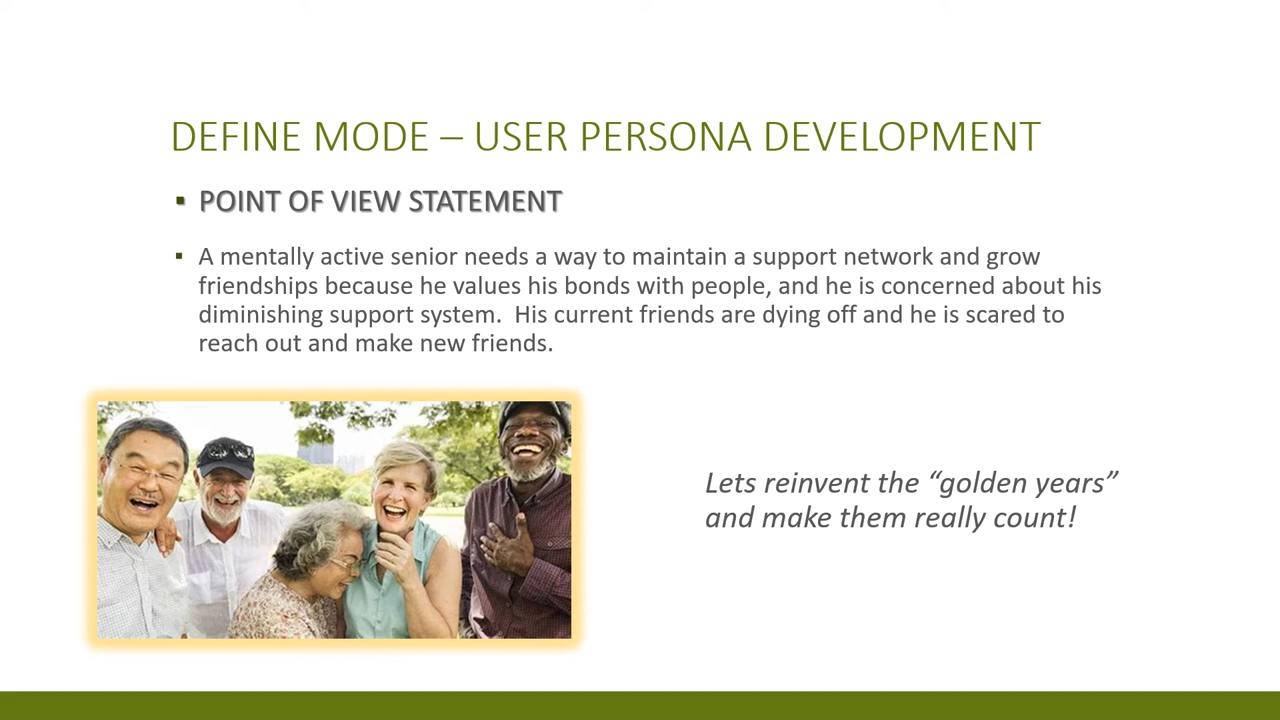 DEFINE MODE – USER PERSONA DEVELOPMENT
▪ POINT OF VIEW STATEMENT
▪ A mentally active senior needs a way to maintain a support network and grow
friendships because he values his bonds with people, and he is concerned about his
diminishing support system.  His current friends are dying off and he is scared to
reach out and make new friends.
Lets reinvent the “golden years”
and make them really count!